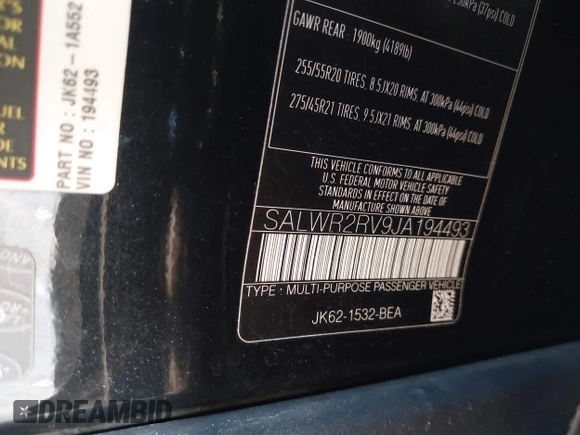 PART NO : JK62-1A552
VIN NO : 194493
(37psi) COLD
GAWR REAR : 1900kg (4189lb)
255/55R20 TIRES, 8.5JX20 RIMS, AT 300kPa (44psi) COLD
275/45R21 TIRES, 9.5JX21 RIMS, AT 300kPa (44psi) COLD
THIS VEHICLE CONFORMS TO ALL APPLICABLE
U.S. FEDERAL MOTOR VEHICLE SAFETY
STANDARDS IN EFFECT ON THE DATE OF
MANUFACTURE SHOWN ABOVE.
SALWR2RV9JA194493
TYPE : MULTI-PURPOSE PASSENGER VEHICLE
JK62-1532-BEA
DREAMBID